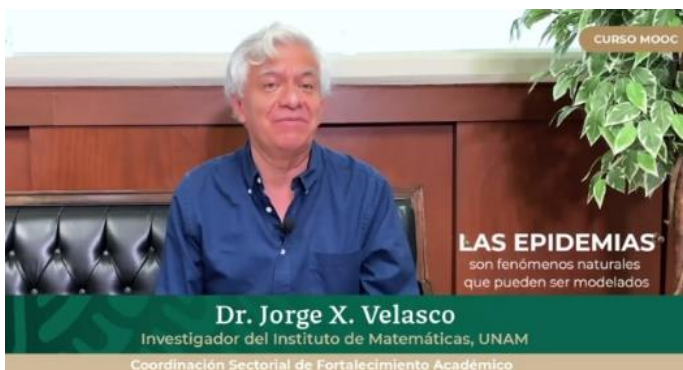 CURSO MOOC
LAS EPIDEMIAS
son fenómenos naturales
que pueden ser modelados
Dr. Jorge X. Velasco
Investigador del Instituto de Matemáticas, UNAM
Coordinación Sectorial de Fortalecimiento Académico